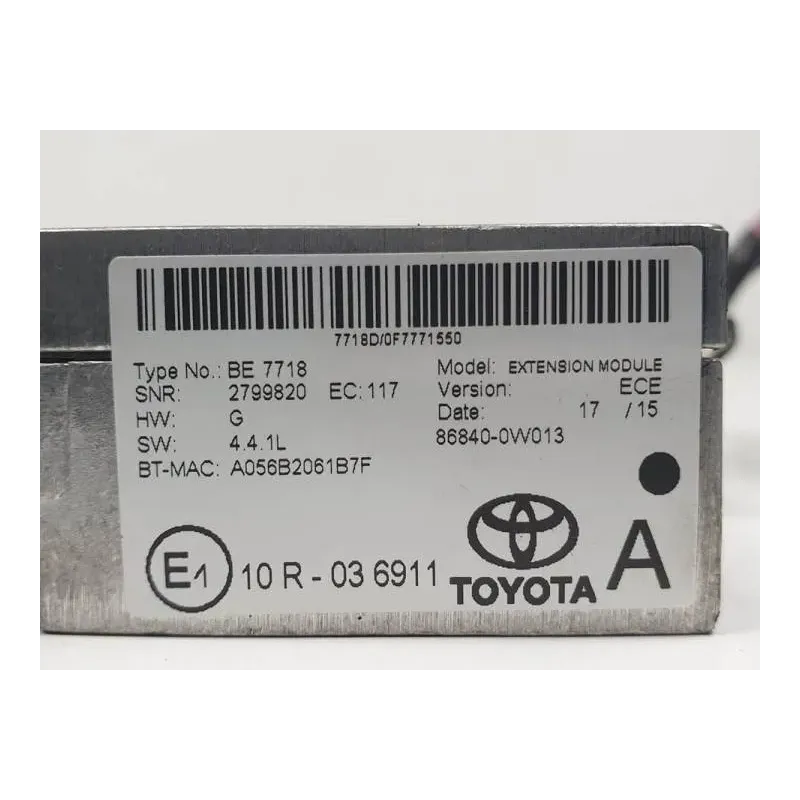 7718D/0F7771550
Type No.: BE 7718
SNR: 2799820 EC: 117
HW: G
SW: 4.4.1L
BT-MAC: A056B2061B7F
Model: EXTENSION MODULE
Version: ECE
Date: 17 / 15
86840-0W013
E1 10 R - 03 6911
TOYOTA
A